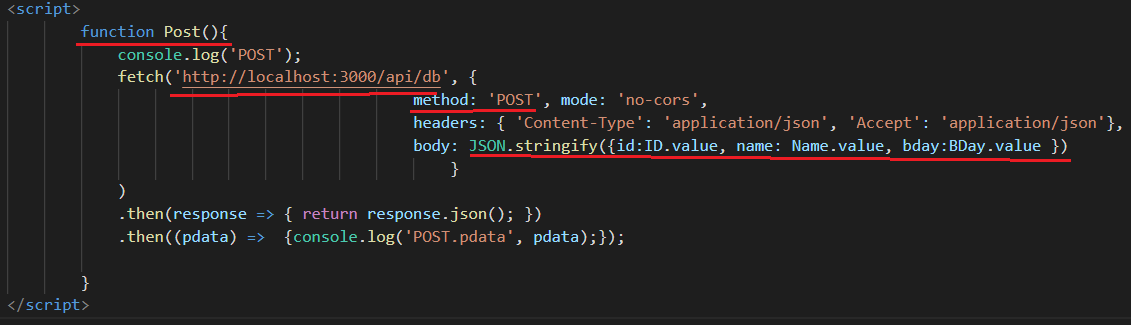 <script>
function Post(){
console.log('POST');
fetch('http://localhost:3000/api/db', {
method: 'POST', mode: 'no-cors',
headers: { 'Content-Type': 'application/json', 'Accept': 'application/json'},
body: JSON.stringify({id:ID.value, name: Name.value, bday:BDay.value })
}
)
.then(response => { return response.json(); })
.then((pdata) =>  {console.log('POST.pdata', pdata);});
}
</script>